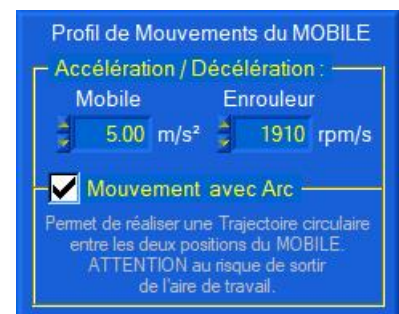 Profil de Mouvements du MOBILE
Accélération / Décélération :
Mobile Enrouleur
5.00 m/s² 1910 rpm/s
Mouvement avec Arc
Permet de réaliser une Trajectoire circulaire
entre les deux positions du MOBILE.
ATTENTION au risque de sortir
de l'aire de travail.